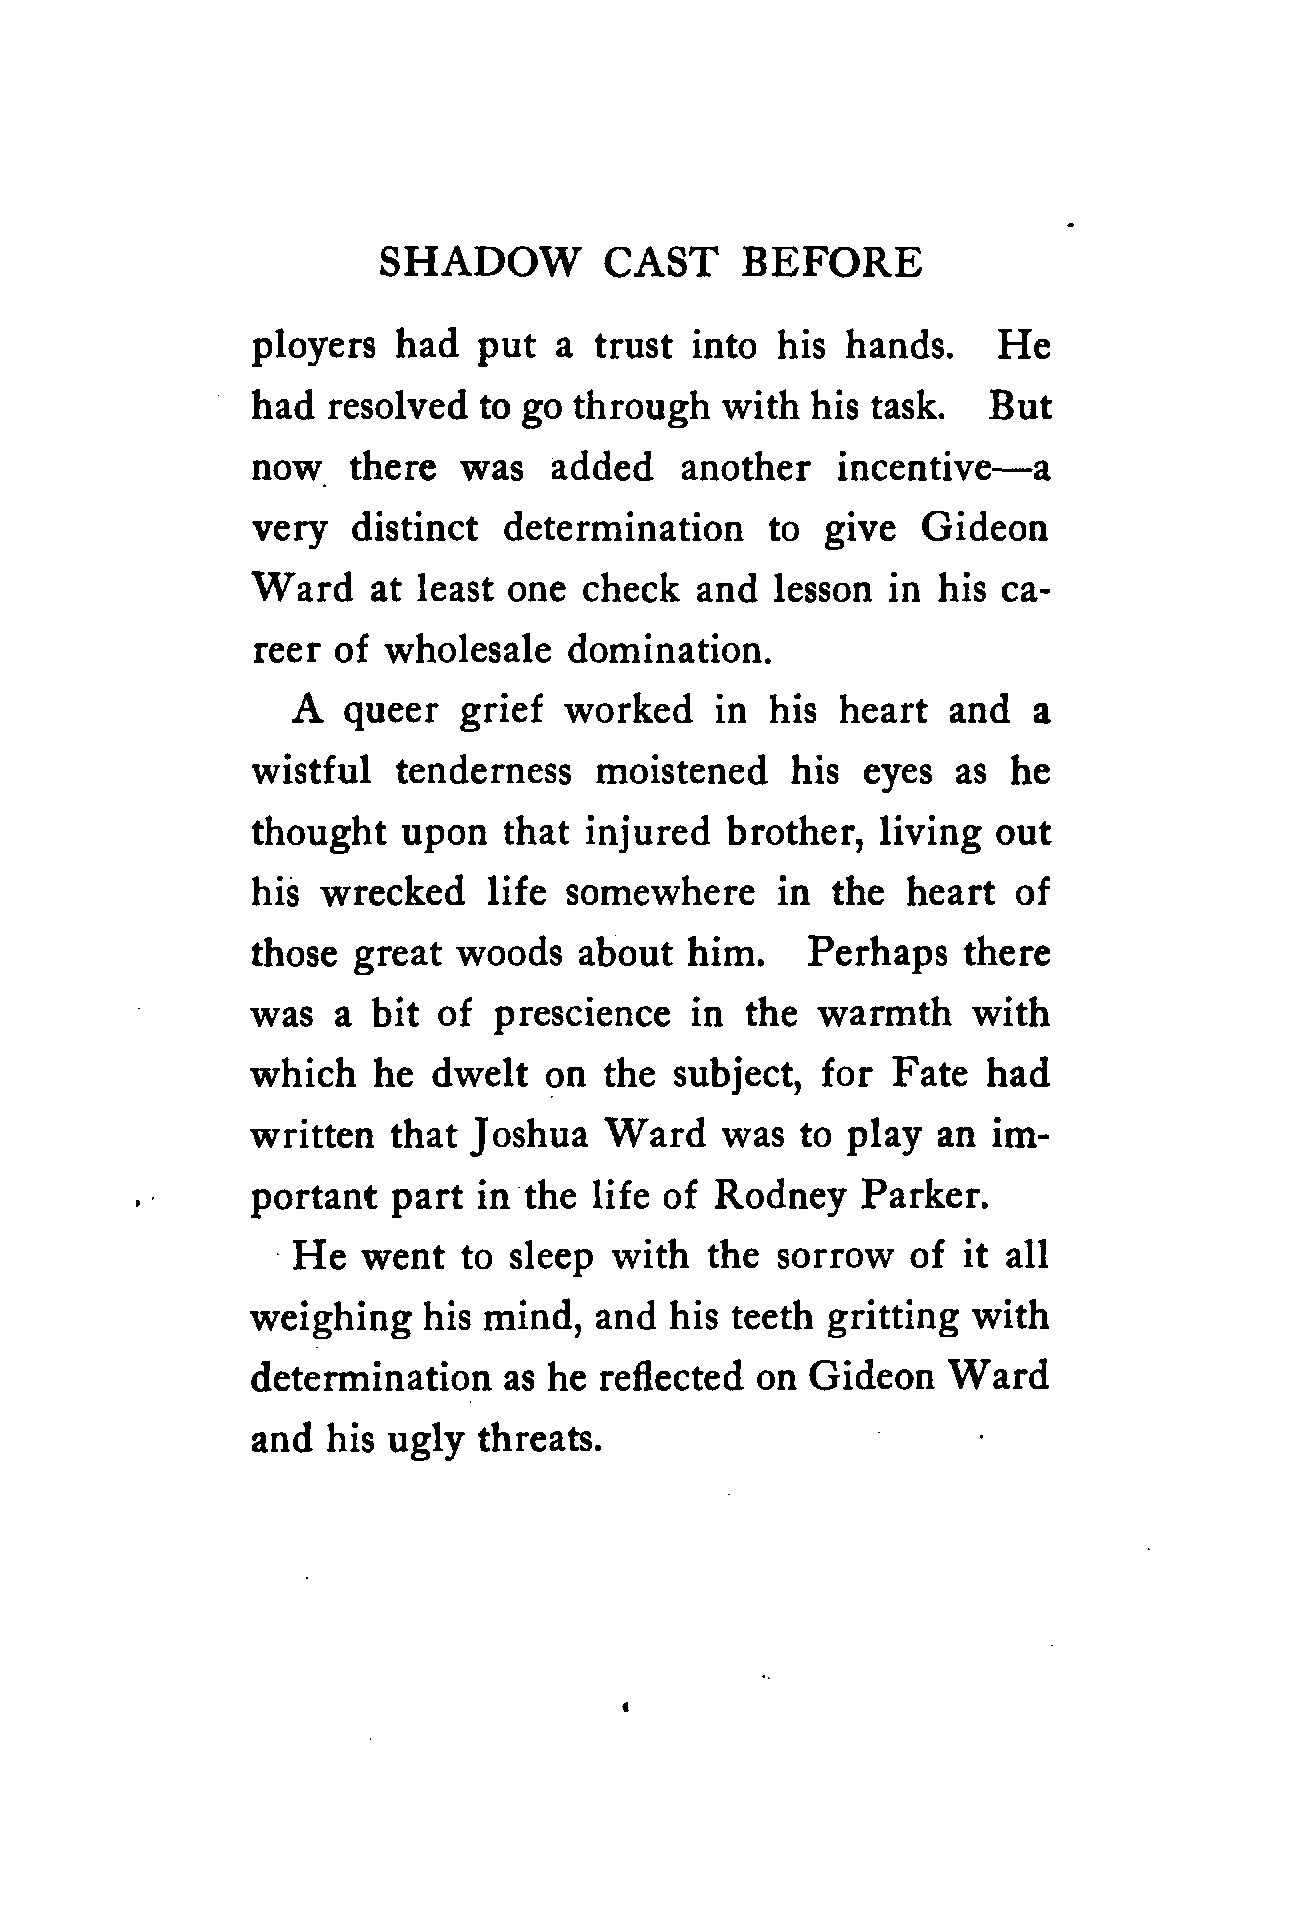 SHADOW CAST BEFORE
ployers had put a trust into his hands. He
had resolved to go through with his task. But
now there was added another incentive—a
very distinct determination to give Gideon
Ward at least one check and lesson in his ca-
reer of wholesale domination.
A queer grief worked in his heart and a
wistful tenderness moistened his eyes as he
thought upon that injured brother, living out
his wrecked life somewhere in the heart of
those great woods about him. Perhaps there
was a bit of prescience in the warmth with
which he dwelt on the subject, for Fate had
written that Joshua Ward was to play an im-
portant part in the life of Rodney Parker.
He went to sleep with the sorrow of it all
weighing his mind, and his teeth gritting with
determination as he reflected on Gideon Ward
and his ugly threats.